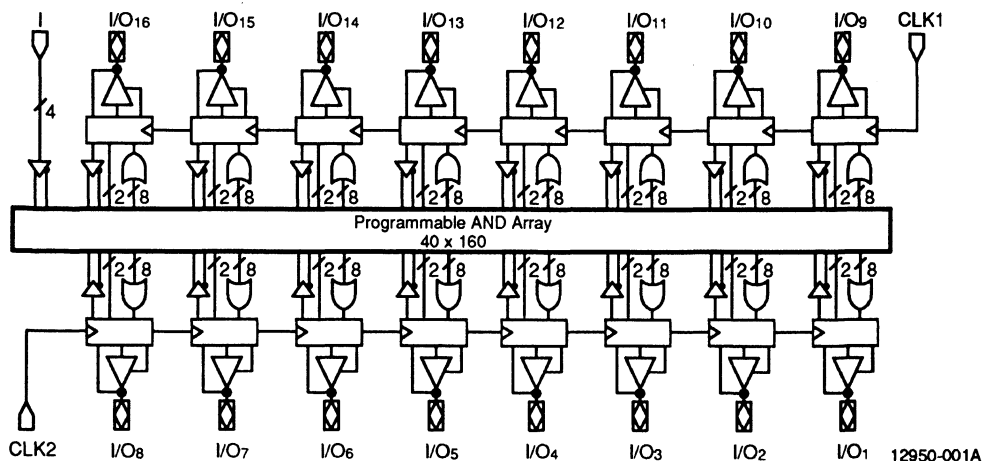 I I/O16 I/O15 I/O14 I/O13 I/O12 I/O11 I/O10 I/O9 CLK1
4
2 8 2 8 2 8 2 8 2 8 2 8 2 8 2 8
Programmable AND Array
40 x 160
2 8 2 8 2 8 2 8 2 8 2 8 2 8 2 8
CLK2 I/O8 I/O7 I/O6 I/O5 I/O4 I/O3 I/O2 I/O1 12950-001A